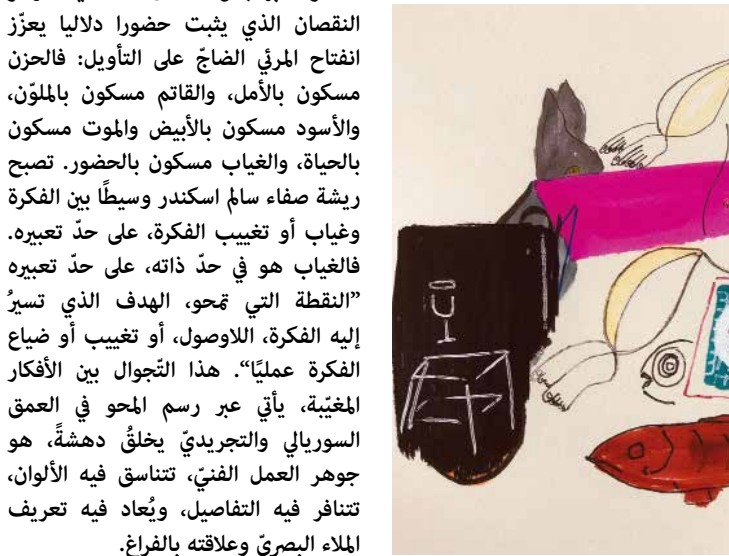 النقصان الذي يثبت حضورا دلاليا يعزّز
انفتاح المرئي الضاجّ على التأويل: فالحزن
مسكون بالأمل، والقاتم مسكون بالملوّن،
والأسود مسكون بالأبيض والموت مسكون
بالحياة، والغياب مسكون بالحضور. تصبح
ريشة صفاء سالم اسكندر وسيطًا بين الفكرة
وغياب أو تغييب الفكرة، على حدّ تعبيره.
فالغياب هو في حدّ ذاته، على حدّ تعبيره
”النقطة التي تمحو، الهدف الذي تسيرُ
إليه الفكرة، اللاوصول، أو تغييب أو ضياع
الفكرة عمليًا“. هذا التّجوال بين الأفكار
المغيّبة، يأتي عبر رسم المحو في العمق
السوريالي والتجريديّ يخلقُ دهشةً، هو
جوهر العمل الفنيّ، تتناسق فيه الألوان،
تتنافر فيه التفاصيل، ويُعاد فيه تعريف
الملاء البصريّ وعلاقته بالفراغ.